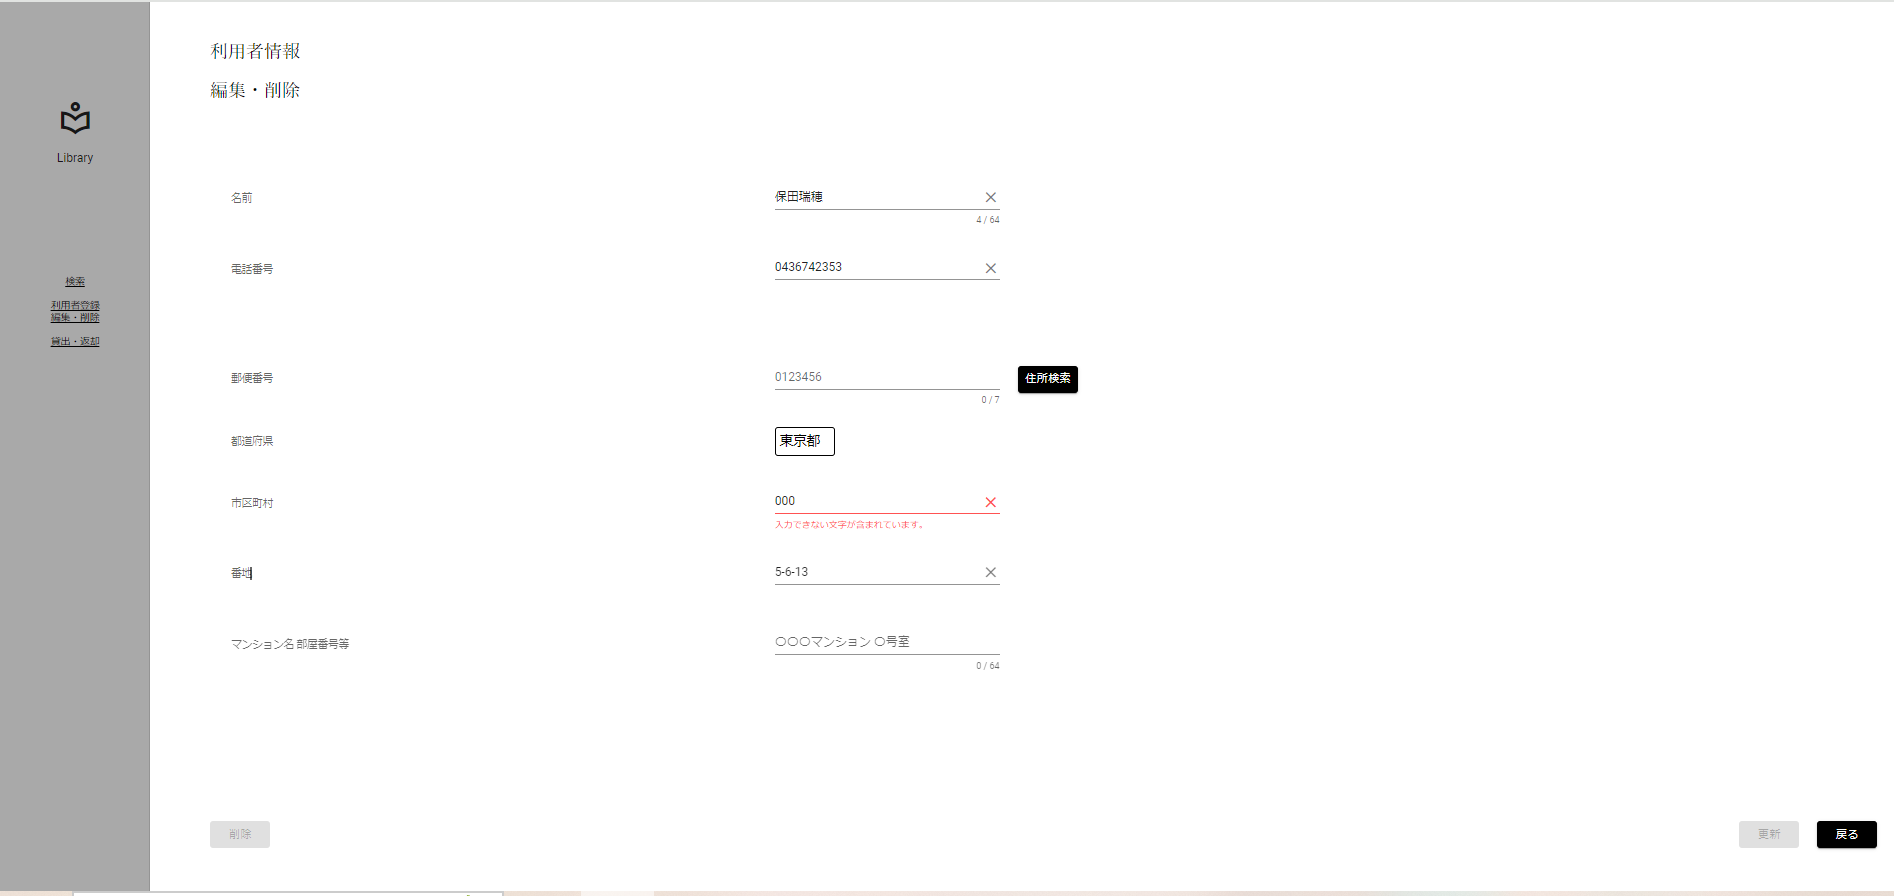 利用者情報
編集・削除
Library
検索
利用者登録
編集・削除
貸出・返却
名前
保田瑞穂
4 / 64
電話番号
0436742353
郵便番号
0123456
住所検索
0 / 7
都道府県
東京都
市区町村
000
入力できない文字が含まれています。
番地
5-6-13
マンション名 部屋番号等
〇〇〇マンション 〇号室
0 / 64
削除
更新
戻る